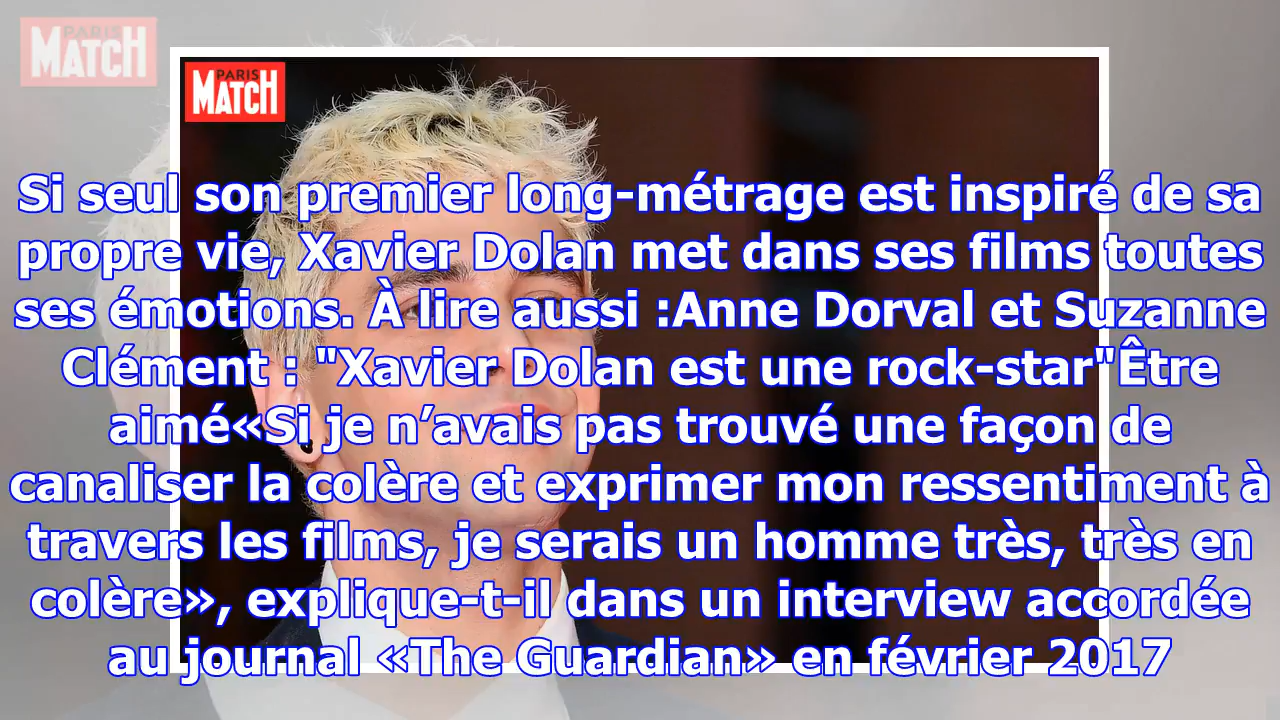 PARIS
MATCH
PARIS
MATCH
Si seul son premier long-métrage est inspiré de sa
propre vie, Xavier Dolan met dans ses films toutes
ses émotions. À lire aussi :Anne Dorval et Suzanne
Clément : "Xavier Dolan est une rock-star"Être
aimé«Si je n’avais pas trouvé une façon de
canaliser la colère et exprimer mon ressentiment à
travers les films, je serais un homme très, très en
colère», explique-t-il dans un interview accordée
au journal «The Guardian» en février 2017